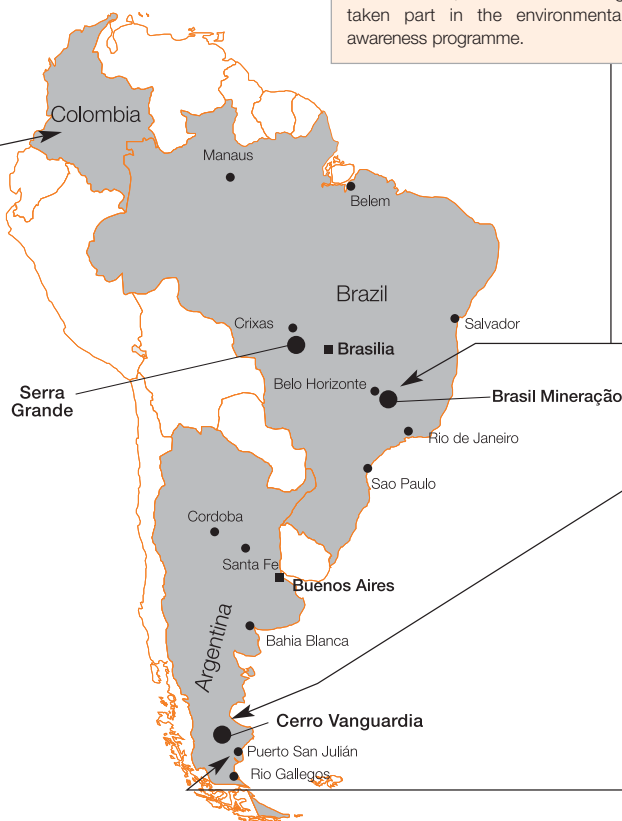 taken part in the environmenta
awareness programme.
Colombia
Manaus
Belem
Brazil
Crixas
Salvador
Brasilia
Serra
Grande
Belo Horizonte
Brasil Mineração
Rio de Janeiro
Sao Paulo
Cordoba
Santa Fe
Buenos Aires
Argentina
Bahia Blanca
Cerro Vanguardia
Puerto San Julián
Rio Gallegos